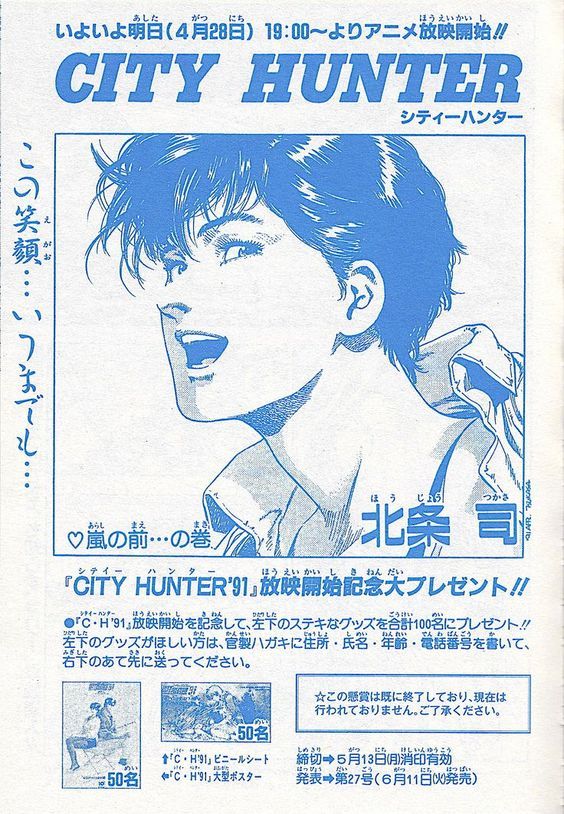 いよいよ明日(4月28日) 19:00～よりアニメ放映開始!!
CITY HUNTER
シティーハンター
この笑顔…いつまでも…
♡嵐の前…の巻
北条 司
『CITY HUNTER'91』放映開始記念大プレゼント!!
●『C・H'91』放映開始を記念して、左下のステキなグッズを合計100名にプレゼント!!
左下のグッズがほしい方は、官製ハガキに住所・氏名・年齢・電話番号を書いて、
右下のあて先に送ってください。
50名
50名
⬆『C・H'91』ビニールシート
⬅『C・H'91』大型ポスター
☆この懸賞は既に終了しており、現在は
行われておりません。ご了承ください。
締切➡5月13日(月)消印有効
発表➡第27号(6月11日(火)発売)